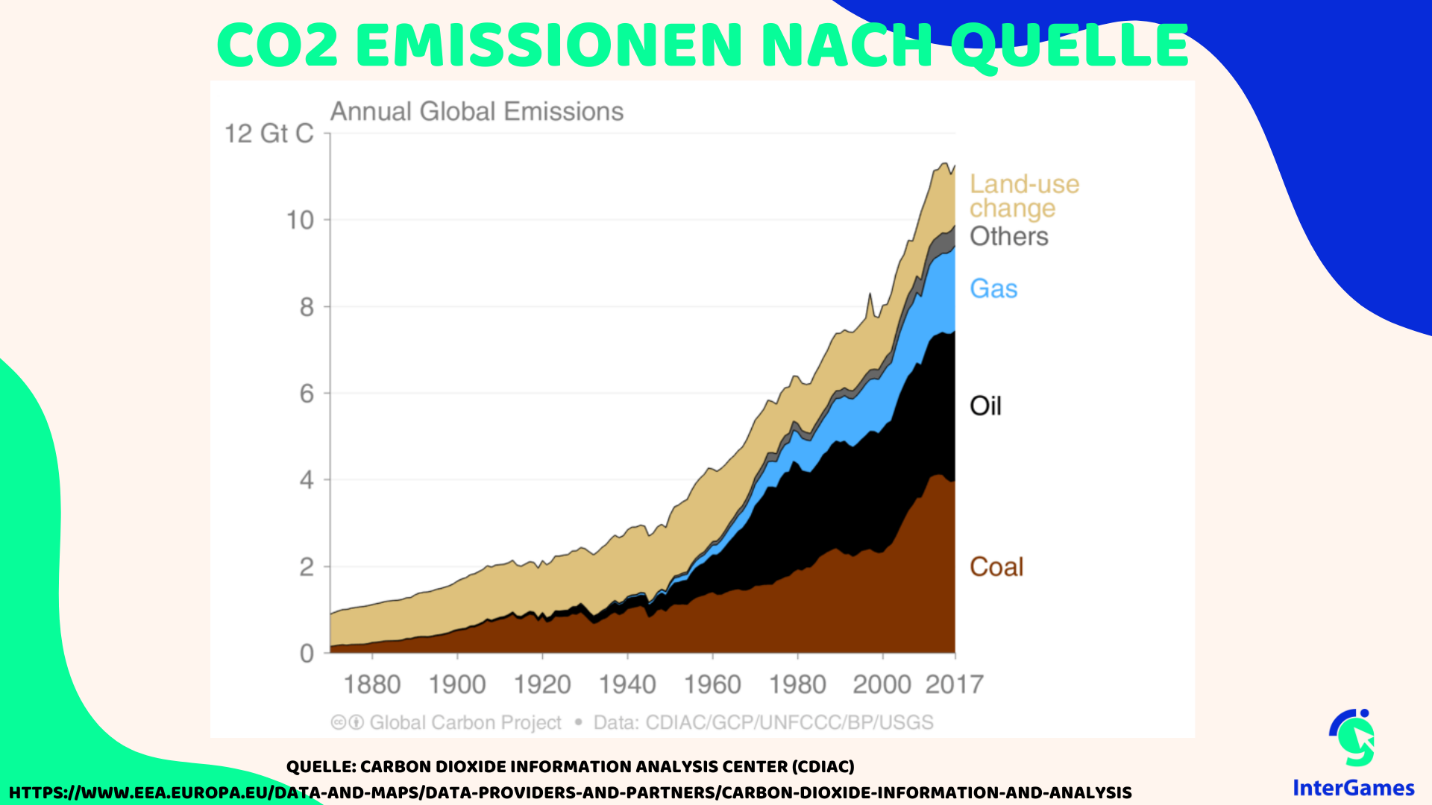 CO2 EMISSIONEN NACH QUELLE
Annual Global Emissions
12 Gt C
10
8
6
4
2
0
Land-use
change
Others
Gas
Oil
Coal
1880 1900 1920 1940 1960 1980 2000 2017
Global Carbon Project • Data: CDIAC/GCP/UNFCCC/BP/USGS
QUELLE: CARBON DIOXIDE INFORMATION ANALYSIS CENTER (CDIAC)
HTTPS://WWW.EEA.EUROPA.EU/DATA-AND-MAPS/DATA-PROVIDERS-AND-PARTNERS/CARBON-DIOXIDE-INFORMATION-AND-ANALYSIS
InterGames